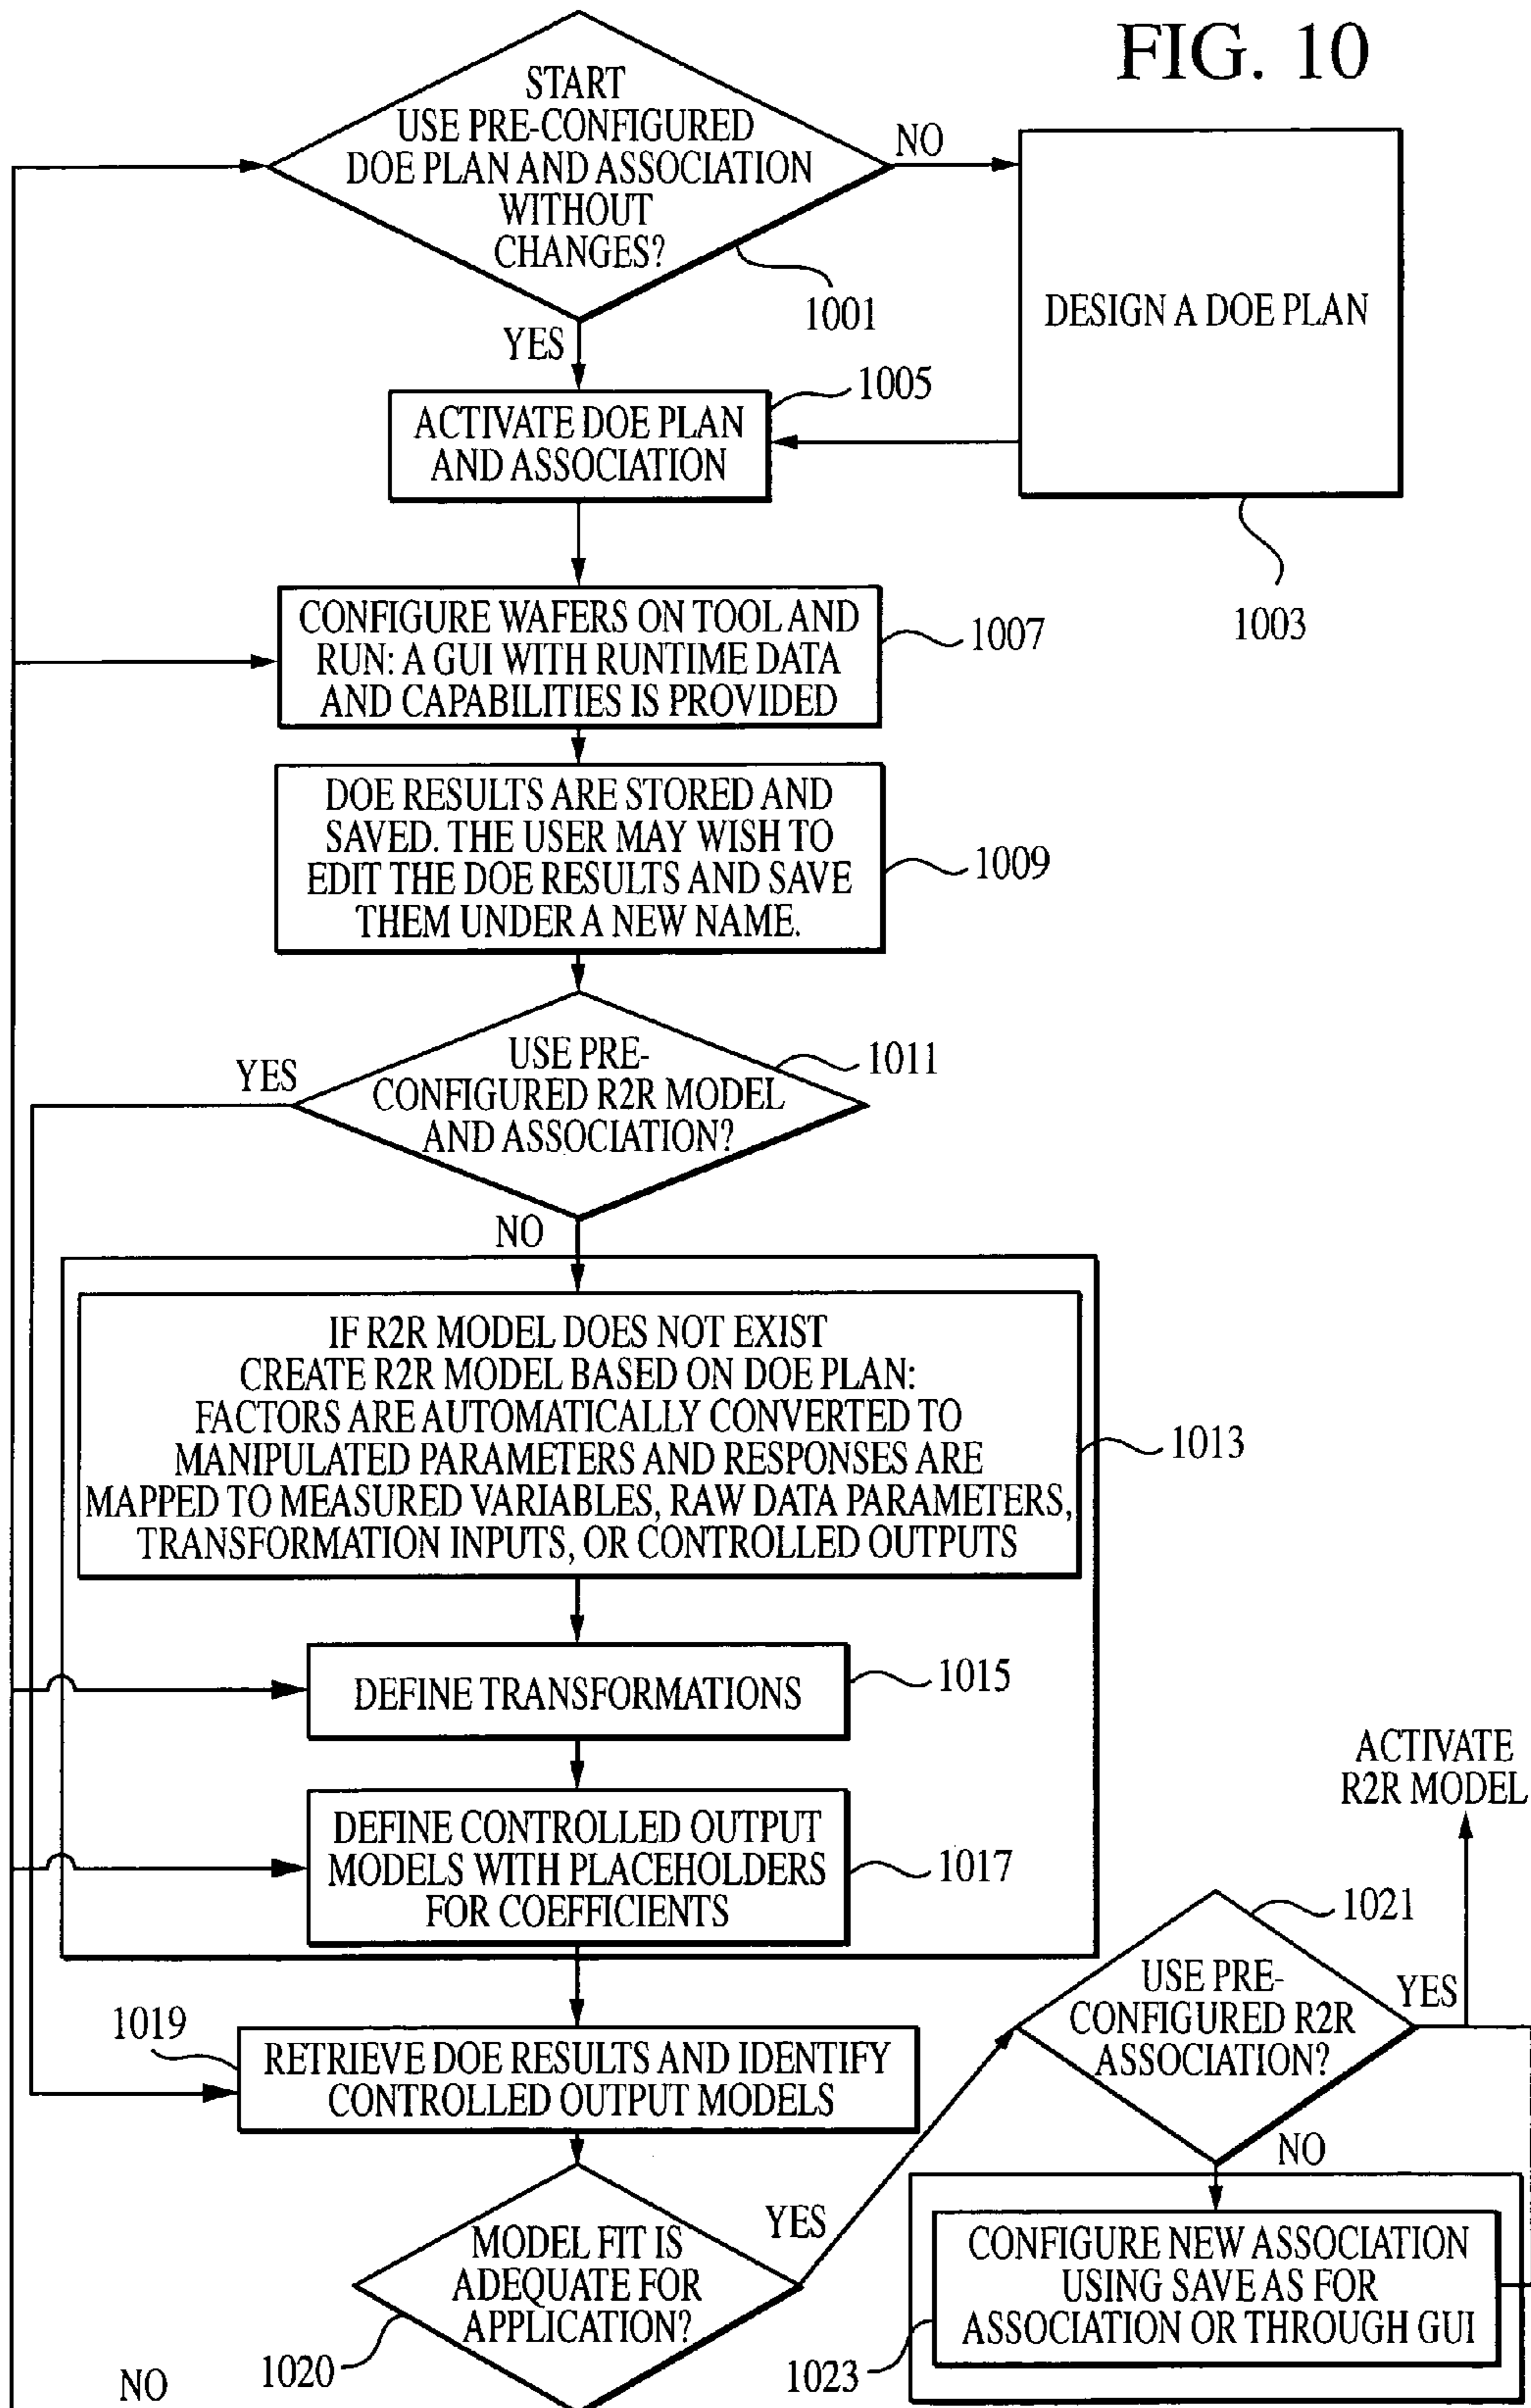 FIG. 10
START
USE PRE-CONFIGURED
DOE PLAN AND ASSOCIATION
WITHOUT
CHANGES?
NO
1001
YES
DESIGN A DOE PLAN
1003
1005
ACTIVATE DOE PLAN
AND ASSOCIATION
CONFIGURE WAFERS ON TOOL AND
RUN: A GUI WITH RUNTIME DATA
AND CAPABILITIES IS PROVIDED
1007
DOE RESULTS ARE STORED AND
SAVED. THE USER MAY WISH TO
EDIT THE DOE RESULTS AND SAVE
THEM UNDER A NEW NAME.
1009
YES
USE PRE-
CONFIGURED R2R MODEL
AND ASSOCIATION?
1011
NO
IF R2R MODEL DOES NOT EXIST
CREATE R2R MODEL BASED ON DOE PLAN:
FACTORS ARE AUTOMATICALLY CONVERTED TO
MANIPULATED PARAMETERS AND RESPONSES ARE
MAPPED TO MEASURED VARIABLES, RAW DATA PARAMETERS,
TRANSFORMATION INPUTS, OR CONTROLLED OUTPUTS
1013
DEFINE TRANSFORMATIONS
1015
DEFINE CONTROLLED OUTPUT
MODELS WITH PLACEHOLDERS
FOR COEFFICIENTS
1017
1019
RETRIEVE DOE RESULTS AND IDENTIFY
CONTROLLED OUTPUT MODELS
MODEL FIT IS
ADEQUATE FOR
APPLICATION?
YES
1020
NO
ACTIVATE
R2R MODEL
1021
USE PRE-
CONFIGURED R2R
ASSOCIATION?
YES
NO
CONFIGURE NEW ASSOCIATION
USING SAVE AS FOR
ASSOCIATION OR THROUGH GUI
1023